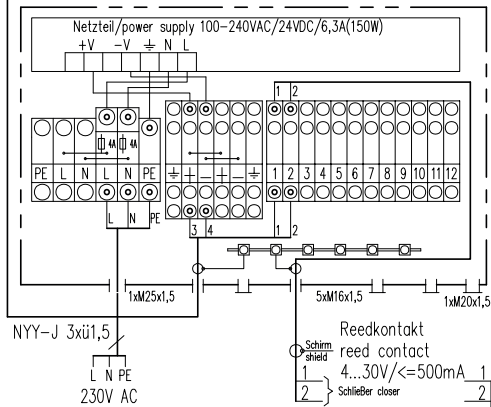 Netzteil/power supply 100-240VAC/24VDC/6,3A(150W)
+V -V ⏚ N L
1 2
4A 4A
PE L N L N PE ⏚ + − + − ⏚ 1 2 3 4 5 6 7 8 9 10 11 12
L N PE 3 4 1 2
1xM25x1,5 5xM16x1,5 1xM20x1,5
NYY-J 3xü1,5
L N PE
230V AC
Reedkontakt
Schirm
shield
reed contact
4...30V/<=500mA
1 1
2 Schließer closer 2